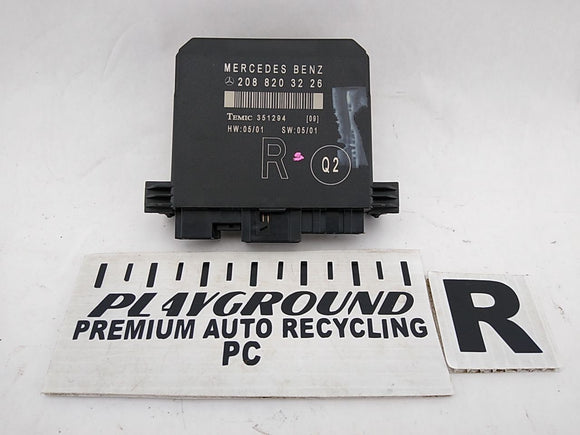 MERCEDES BENZ
208 820 32 26
TEMIC 351294 [09]
HW:05/01 SW:05/01
R
Q2
PL4YGROUND
PREMIUM AUTO RECYCLING
PC
R